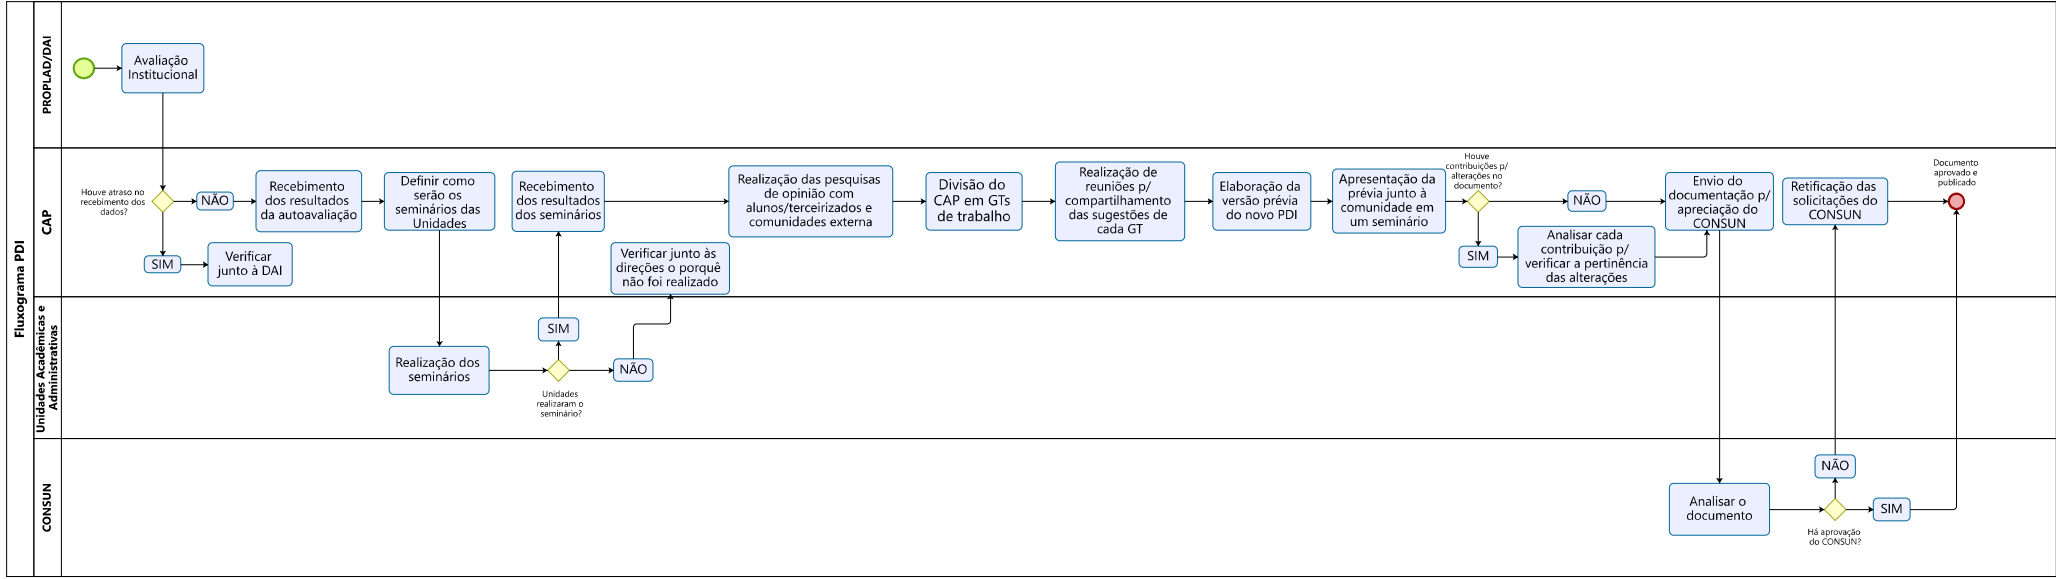 Fluxograma PDI
PROPLAD/DAI
Avaliação
Institucional
CAP
Houve atraso no
recebimento dos
dados?
NÃO
SIM
Verificar
junto à DAI
Recebimento
dos resultados
da autoavaliação
Definir como
serão os
seminários das
Unidades
Recebimento
dos resultados
dos seminários
Verificar junto às
direções o porquê
não foi realizado
Realização das pesquisas
de opinião com
alunos/terceirizados e
comunidades externa
Divisão do
CAP em GTs
de trabalho
Realização de
reuniões p/
compartilhamento
das sugestões de
cada GT
Elaboração da
versão prévia
do novo PDI
Apresentação da
prévia junto à
comunidade em
um seminário
Houve
contribuições p/
alterações no
documento?
NÃO
SIM
Analisar cada
contribuição p/
verificar a pertinência
das alterações
Envio do
documentação p/
apreciação do
CONSUN
Retificação das
solicitações do
CONSUN
Documento
aprovado e
publicado
Unidades Acadêmicas e
Administrativas
Realização dos
seminários
SIM
NÃO
Unidades
realizaram o
seminário?
CONSUN
Analisar o
documento
NÃO
SIM
Há aprovação
do CONSUN?